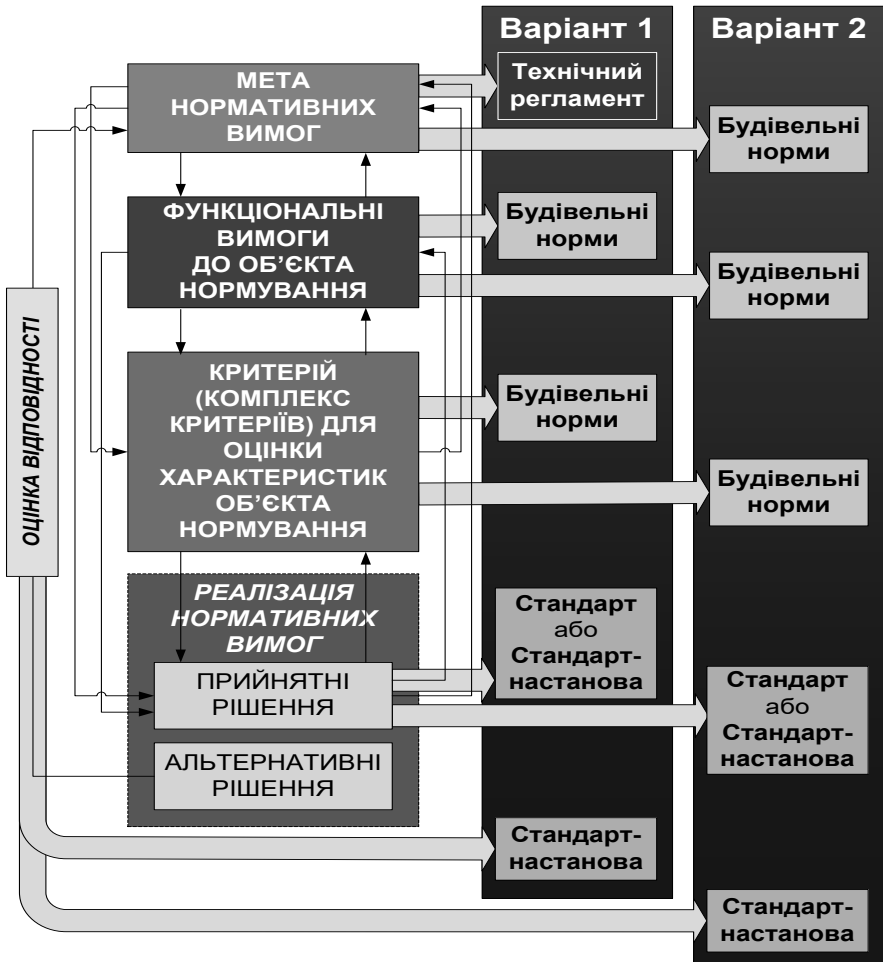 Варіант 1
Варіант 2
МЕТА
НОРМАТИВНИХ
ВИМОГ
Технічний
регламент
Будівельні
норми
ФУНКЦІОНАЛЬНІ
ВИМОГИ
ДО ОБ’ЄКТА
НОРМУВАННЯ
Будівельні
норми
Будівельні
норми
ОЦІНКА ВІДПОВІДНОСТІ
КРИТЕРІЙ
(КОМПЛЕКС
КРИТЕРІЇВ) ДЛЯ
ОЦІНКИ
ХАРАКТЕРИСТИК
ОБ’ЄКТА
НОРМУВАННЯ
Будівельні
норми
Будівельні
норми
РЕАЛІЗАЦІЯ
НОРМАТИВНИХ
ВИМОГ
ПРИЙНЯТНІ
РІШЕННЯ
АЛЬТЕРНАТИВНІ
РІШЕННЯ
Стандарт
або
Стандарт-
настанова
Стандарт
або
Стандарт-
настанова
Стандарт-
настанова
Стандарт-
настанова